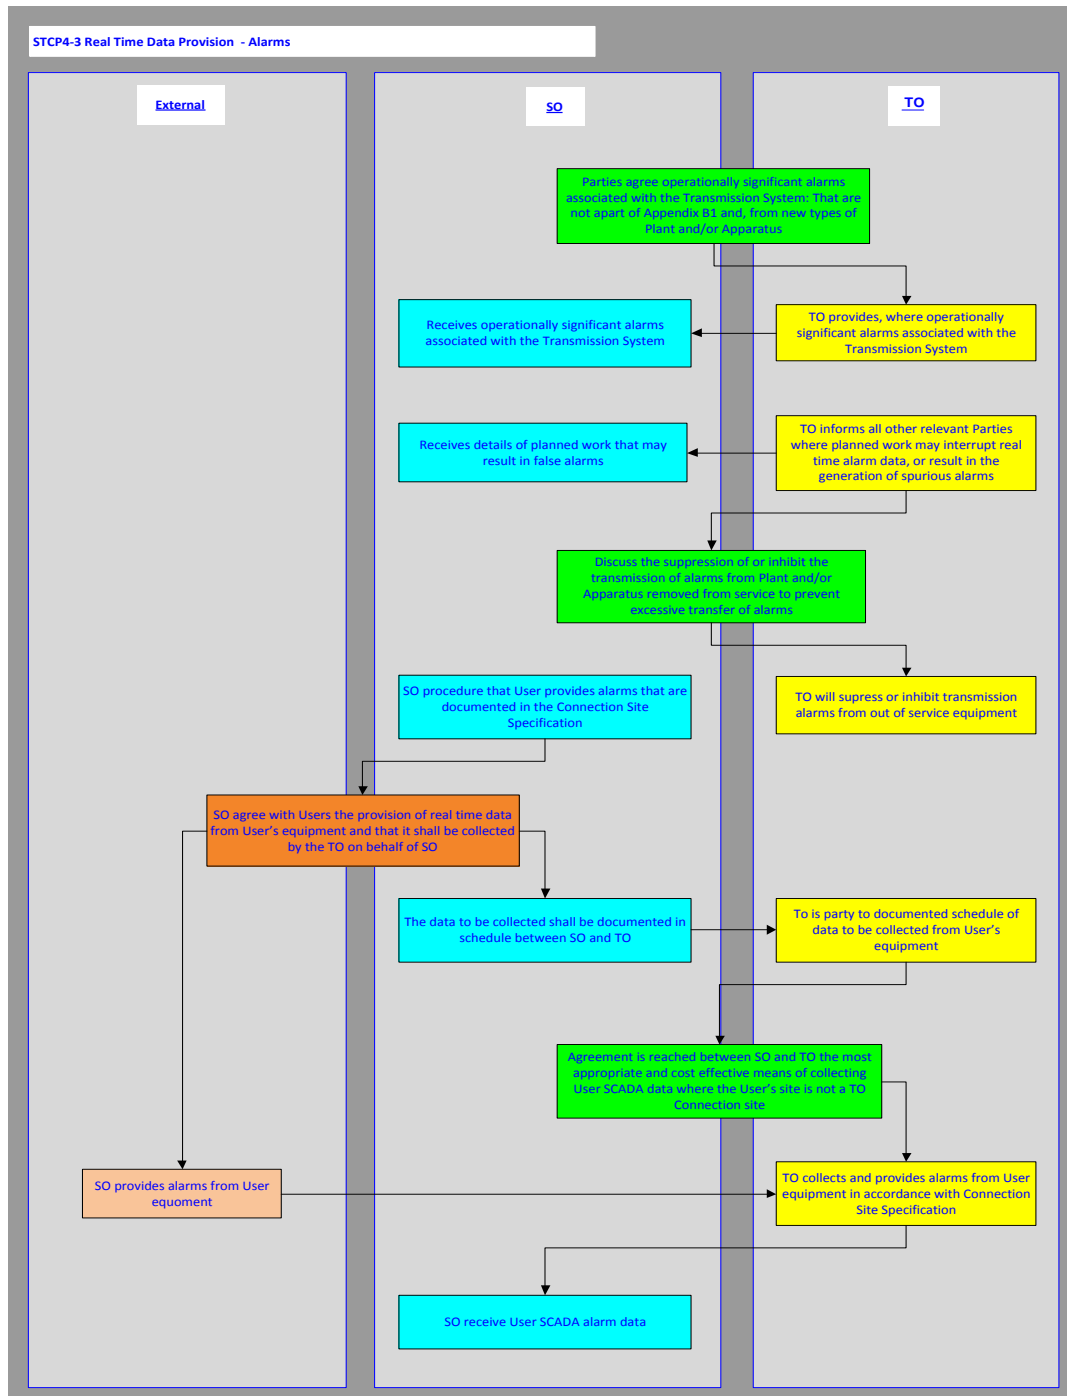 STCP4-3 Real Time Data Provision - Alarms
External
SO
TO
Parties agree operationally significant alarms
associated with the Transmission System: That are
not apart of Appendix B1 and, from new types of
Plant and/or Apparatus
Receives operationally significant alarms
associated with the Transmission System
TO provides, where operationally
significant alarms associated with the
Transmission System
Receives details of planned work that may
result in false alarms
TO informs all other relevant Parties
where planned work may interrupt real
time alarm data, or result in the
generation of spurious alarms
Discuss the suppression of or inhibit the
transmission of alarms from Plant and/or
Apparatus removed from service to prevent
excessive transfer of alarms
SO procedure that User provides alarms that are
documented in the Connection Site
Specification
TO will supress or inhibit transmission
alarms from out of service equipment
SO agree with Users the provision of real time data
from User's equipment and that it shall be collected
by the TO on behalf of SO
The data to be collected shall be documented in
schedule between SO and TO
To is party to documented schedule of
data to be collected from User's
equipment
Agreement is reached between SO and TO the most
appropriate and cost effective means of collecting
User SCADA data where the User's site is not a TO
Connection site
SO provides alarms from User
equoment
TO collects and provides alarms from User
equipment in accordance with Connection
Site Specification
SO receive User SCADA alarm data